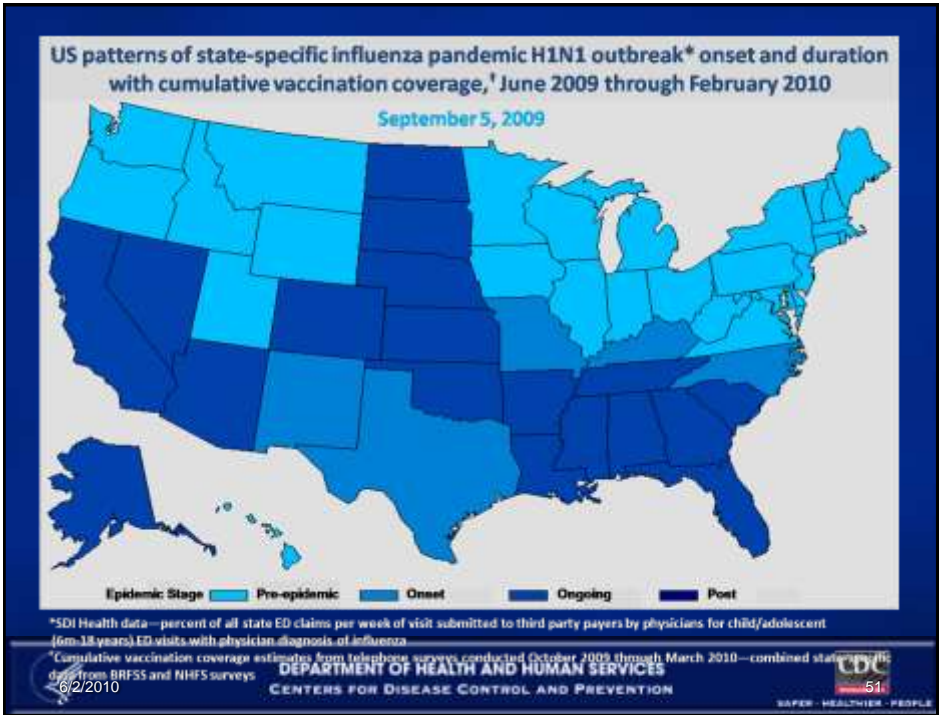 US patterns of state-specific influenza pandemic H1N1 outbreak* onset and duration
with cumulative vaccination coverage,† June 2009 through February 2010
September 5, 2009
Epidemic Stage Pre-epidemic Onset Ongoing Post
*SDI Health data—percent of all state ED claims per week of visit submitted to third party payers by physicians for child/adolescent
(6m-18 years) ED visits with physician diagnosis of influenza
†Cumulative vaccination coverage estimates from telephone surveys conducted October 2009 through March 2010—combined state-specific
data from BRFSS and NHFS surveys
DEPARTMENT OF HEALTH AND HUMAN SERVICES
CENTERS FOR DISEASE CONTROL AND PREVENTION
6/2/2010
CDC
51
SAFER · HEALTHIER · PEOPLE